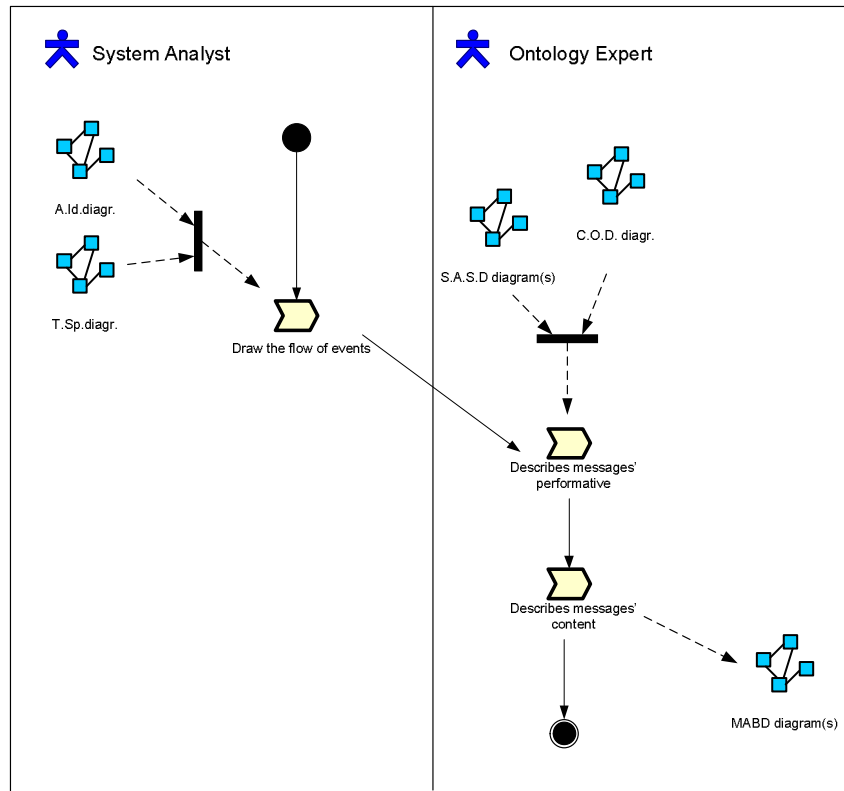 System Analyst
Ontology Expert
A.Id.diagr.
T.Sp.diagr.
Draw the flow of events
C.O.D. diagr.
S.A.S.D diagram(s)
Describes messages'
performative
Describes messages'
content
MABD diagram(s)